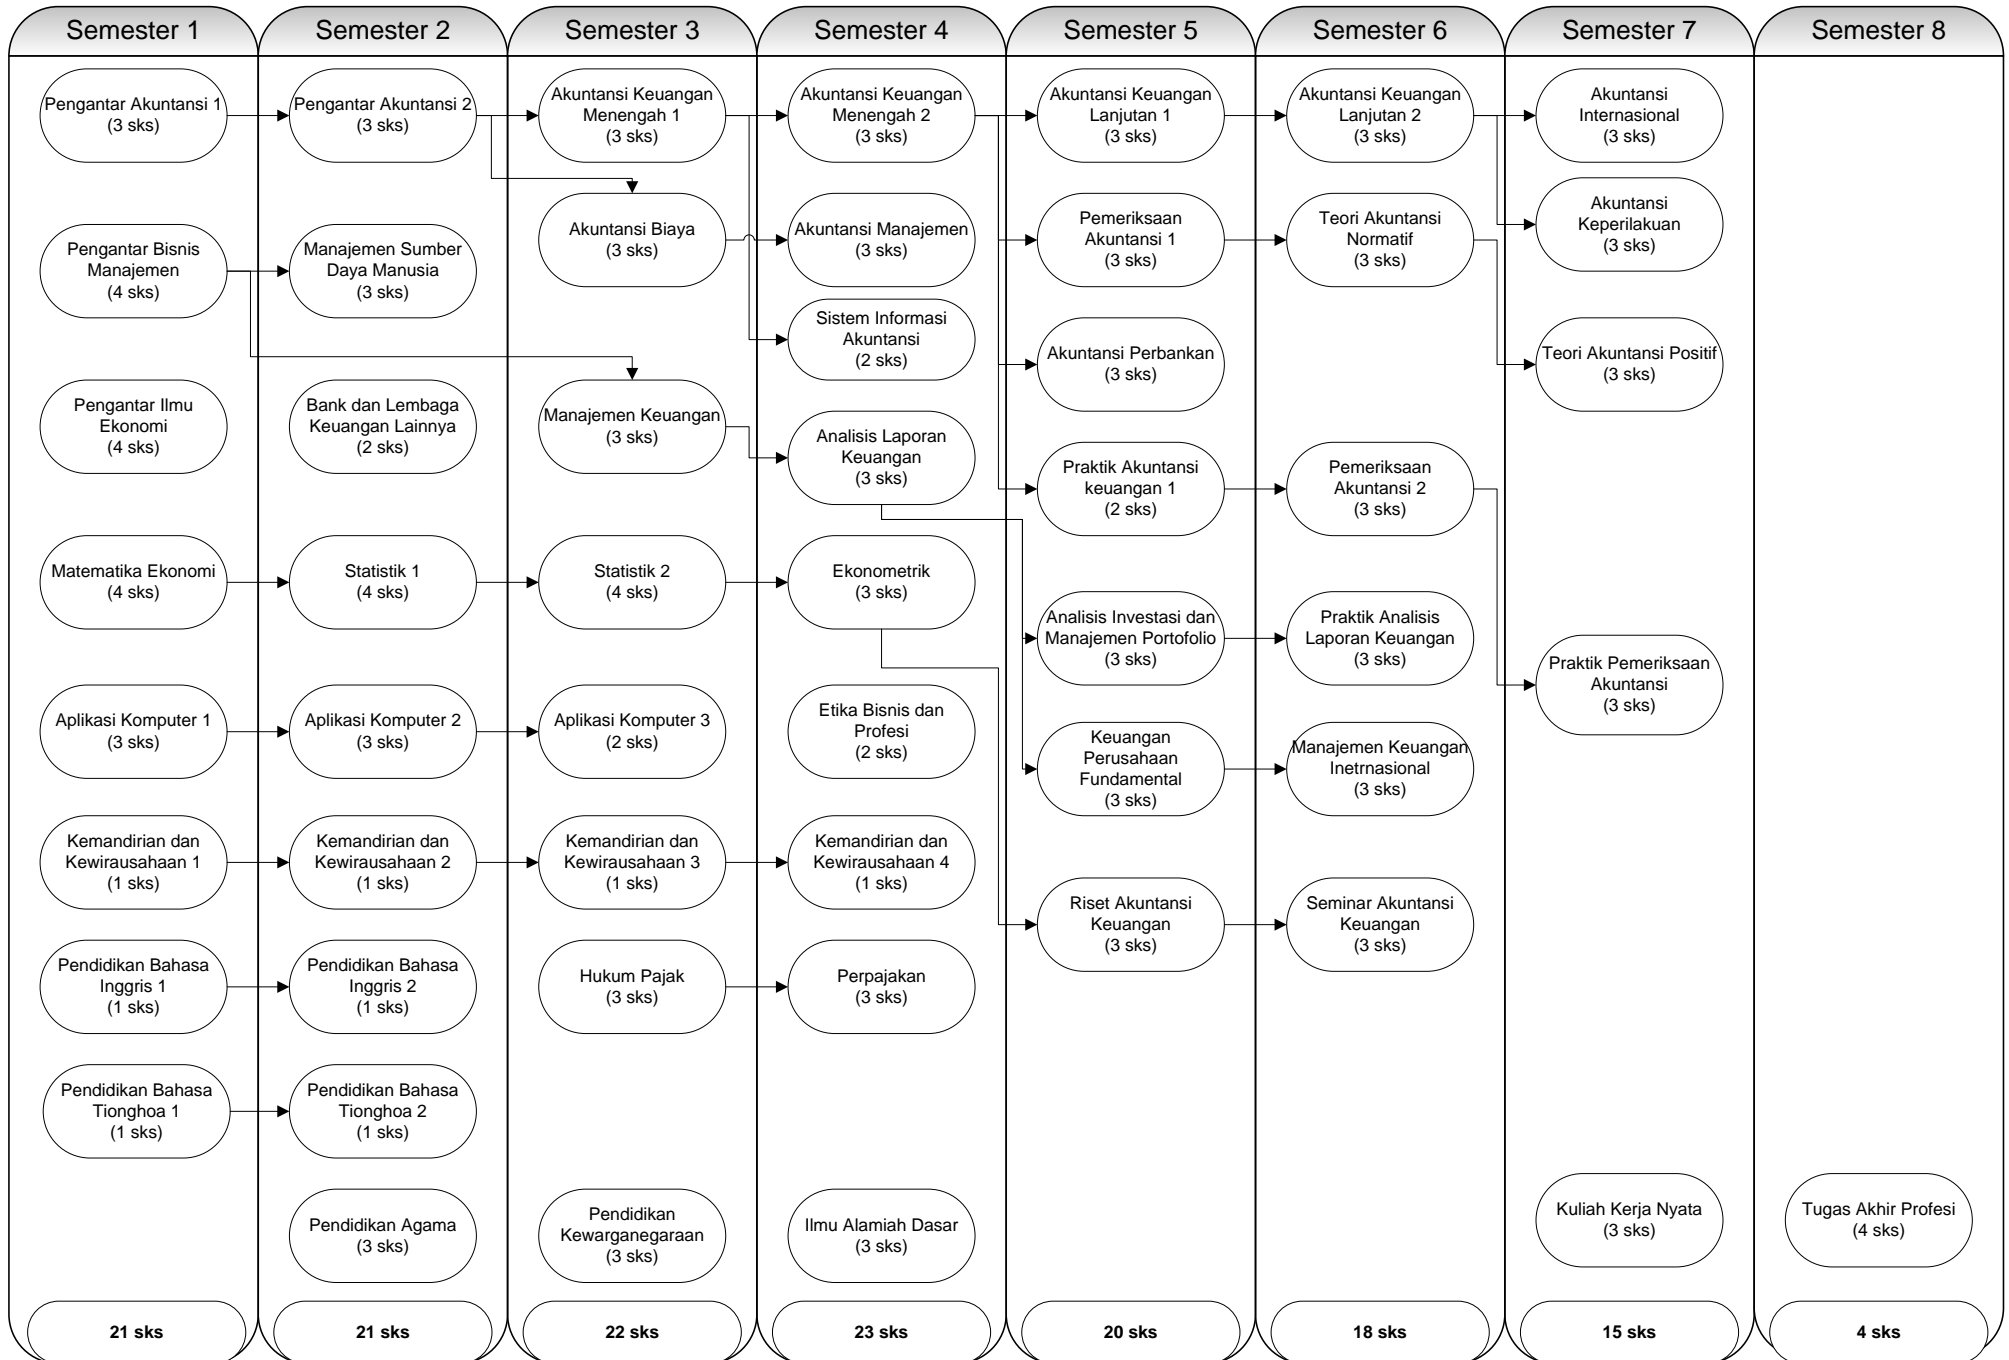 Semester 1
Semester 2
Semester 3
Semester 4
Semester 5
Semester 6
Semester 7
Semester 8
Pengantar Akuntansi 1
(3 sks)
Pengantar Bisnis
Manajemen
(4 sks)
Pengantar Ilmu
Ekonomi
(4 sks)
Matematika Ekonomi
(4 sks)
Aplikasi Komputer 1
(3 sks)
Kemandirian dan
Kewirausahaan 1
(1 sks)
Pendidikan Bahasa
Inggris 1
(1 sks)
Pendidikan Bahasa
Tionghoa 1
(1 sks)
21 sks
Pengantar Akuntansi 2
(3 sks)
Manajemen Sumber
Daya Manusia
(3 sks)
Bank dan Lembaga
Keuangan Lainnya
(2 sks)
Statistik 1
(4 sks)
Aplikasi Komputer 2
(3 sks)
Kemandirian dan
Kewirausahaan 2
(1 sks)
Pendidikan Bahasa
Inggris 2
(1 sks)
Pendidikan Bahasa
Tionghoa 2
(1 sks)
Pendidikan Agama
(3 sks)
21 sks
Akuntansi Keuangan
Menengah 1
(3 sks)
Akuntansi Biaya
(3 sks)
Manajemen Keuangan
(3 sks)
Statistik 2
(4 sks)
Aplikasi Komputer 3
(2 sks)
Kemandirian dan
Kewirausahaan 3
(1 sks)
Hukum Pajak
(3 sks)
Pendidikan
Kewarganegaraan
(3 sks)
22 sks
Akuntansi Keuangan
Menengah 2
(3 sks)
Akuntansi Manajemen
(3 sks)
Sistem Informasi
Akuntansi
(2 sks)
Analisis Laporan
Keuangan
(3 sks)
Ekonometrik
(3 sks)
Etika Bisnis dan
Profesi
(2 sks)
Kemandirian dan
Kewirausahaan 4
(1 sks)
Perpajakan
(3 sks)
Ilmu Alamiah Dasar
(3 sks)
23 sks
Akuntansi Keuangan
Lanjutan 1
(3 sks)
Pemeriksaan
Akuntansi 1
(3 sks)
Akuntansi Perbankan
(3 sks)
Praktik Akuntansi
keuangan 1
(2 sks)
Analisis Investasi dan
Manajemen Portofolio
(3 sks)
Keuangan
Perusahaan
Fundamental
(3 sks)
Riset Akuntansi
Keuangan
(3 sks)
20 sks
Akuntansi Keuangan
Lanjutan 2
(3 sks)
Teori Akuntansi
Normatif
(3 sks)
Pemeriksaan
Akuntansi 2
(3 sks)
Praktik Analisis
Laporan Keuangan
(3 sks)
Manajemen Keuangan
Inetrnasional
(3 sks)
Seminar Akuntansi
Keuangan
(3 sks)
18 sks
Akuntansi
Internasional
(3 sks)
Akuntansi
Keperilakuan
(3 sks)
Teori Akuntansi Positif
(3 sks)
Praktik Pemeriksaan
Akuntansi
(3 sks)
Kuliah Kerja Nyata
(3 sks)
15 sks
Tugas Akhir Profesi
(4 sks)
4 sks